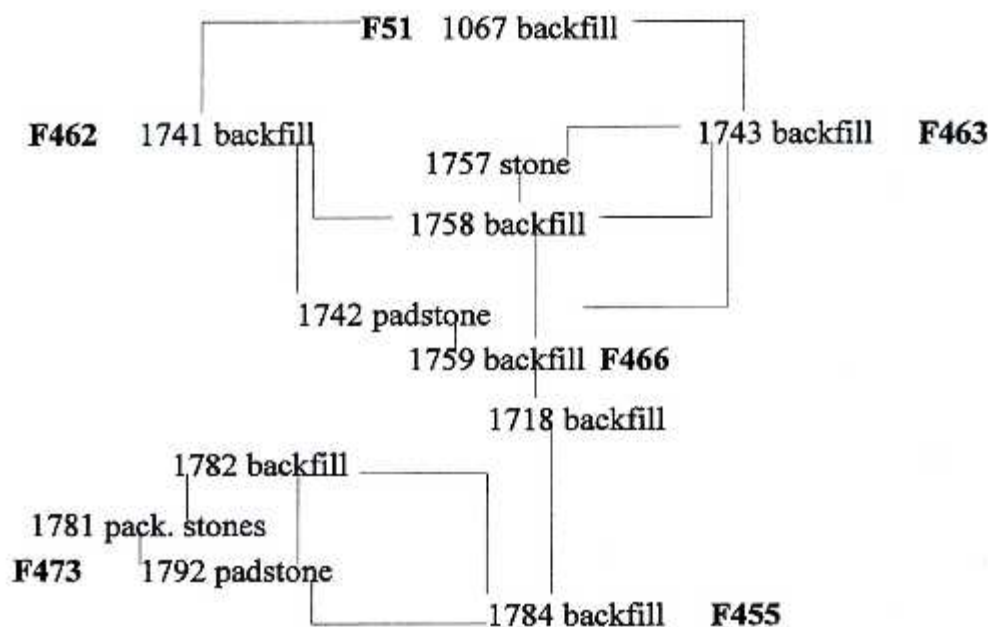 F51 1067 backfill
F462 1741 backfill 1743 backfill F463
1757 stone
1758 backfill
1742 padstone
1759 backfill F466
1718 backfill
1782 backfill
1781 pack. stones
F473 1792 padstone
1784 backfill F455